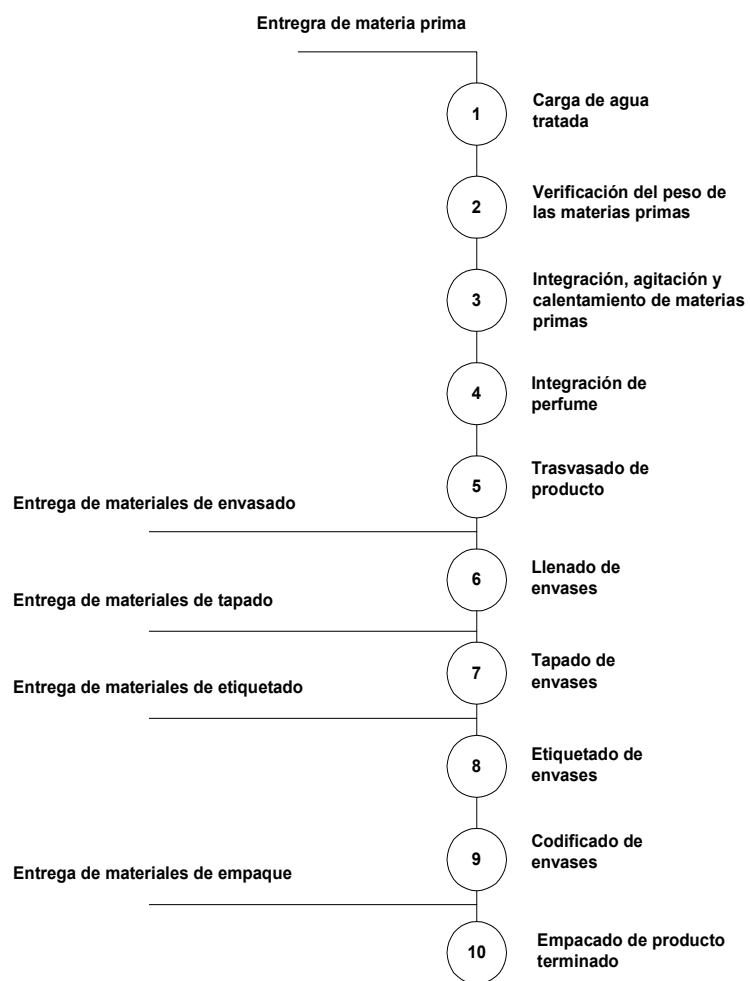 Entregra de materia prima
1
Carga de agua
tratada
2
Verificación del peso de
las materias primas
3
Integración, agitación y
calentamiento de materias
primas
4
Integración de
perfume
5
Trasvasado de
producto
Entrega de materiales de envasado
6
Llenado de
envases
Entrega de materiales de tapado
7
Tapado de
envases
Entrega de materiales de etiquetado
8
Etiquetado de
envases
9
Codificado de
envases
Entrega de materiales de empaque
10
Empacado de producto
terminado